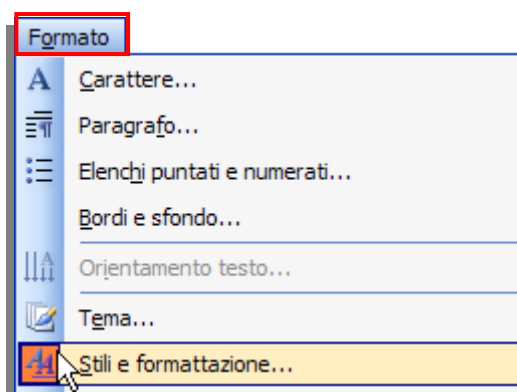 Formato
Carattere...
Paragrafo...
Elenchi puntati e numerati...
Bordi e sfondo...
Orientamento testo...
Tema...
Stili e formattazione...